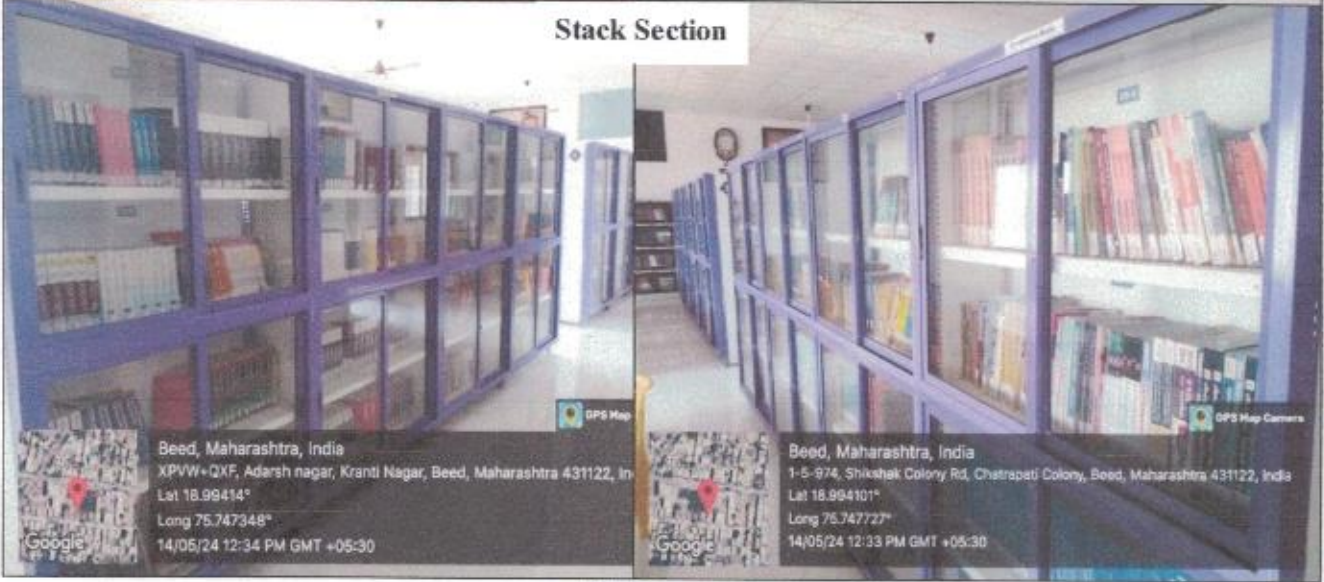 Stack Section
GPS Map
Beed, Maharashtra, India
XPVW+QXF, Adarsh nagar, Kranti Nagar, Beed, Maharashtra 431122, In
Lat 18.99414°
Long 75.747348°
14/05/24 12:34 PM GMT +05:30
Google
GPS Map Camera
Beed, Maharashtra, India
1-5-974, Shikshak Colony Rd, Chatrapati Colony, Beed, Maharashtra 431122, India
Lat 18.994101°
Long 75.747727°
14/05/24 12:33 PM GMT +05:30
Google